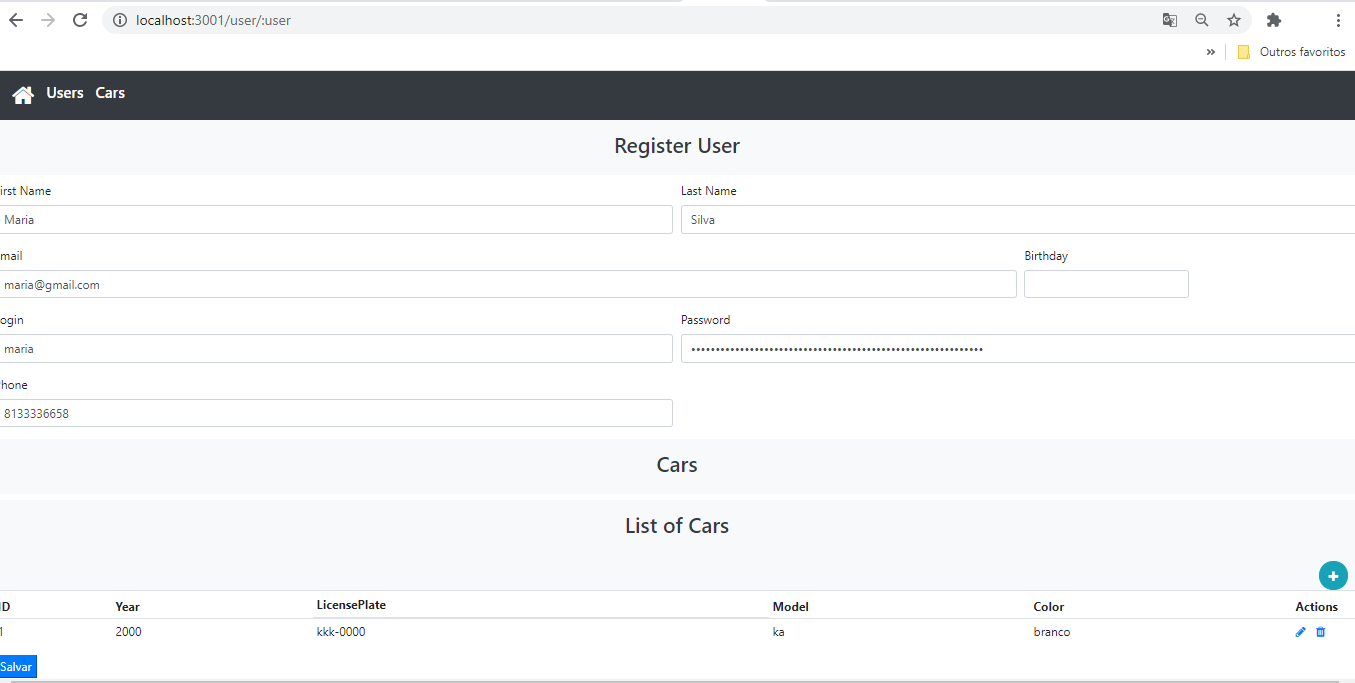 localhost:3001/user/:user
» Outros favoritos
Users Cars
Register User
irst Name Last Name
Maria Silva
mail Birthday
maria@gmail.com
ogin Password
maria ••••••••••••••••••••••••••••••••••••••••••••••••••••••••••••
hone
8133336658
Cars
List of Cars
ID Year LicensePlate Model Color Actions
1 2000 kkk-0000 ka branco
Salvar